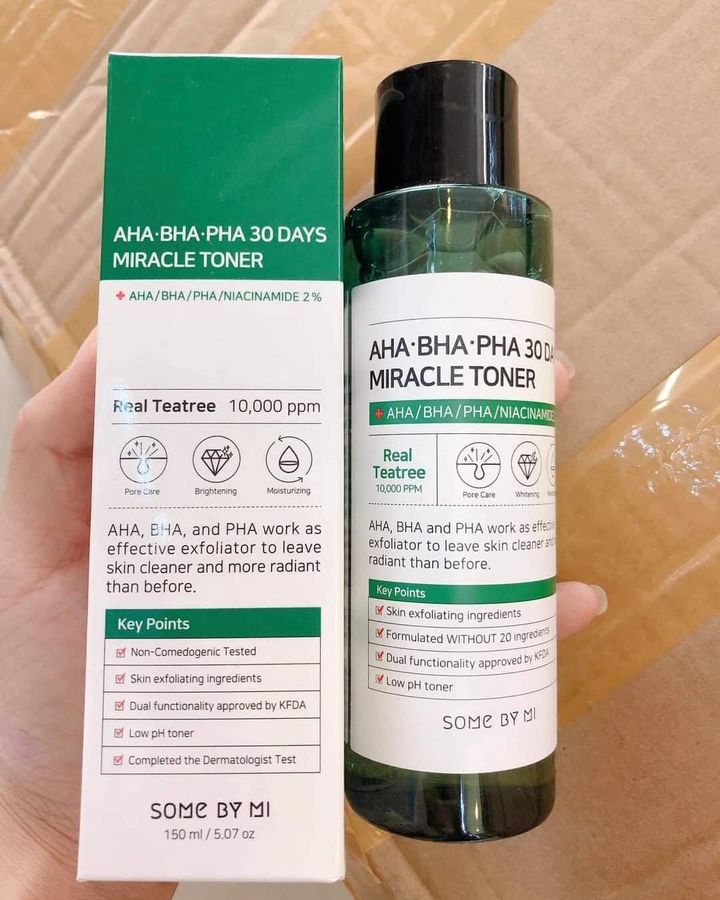 AHA·BHA·PHA 30 DAYS
MIRACLE TONER
+ AHA/BHA/PHA/NIACINAMIDE 2%
Real Teatree 10,000 ppm
Pore Care Brightening Moisturizing
AHA, BHA, and PHA work as
effective exfoliator to leave
skin cleaner and more radiant
than before.
Key Points
Non-Comedogenic Tested
Skin exfoliating ingredients
Dual functionality approved by KFDA
Low pH toner
Completed the Dermatologist Test
SOME BY MI
150 ml / 5.07 oz
AHA·BHA·PHA 30 DA
MIRACLE TONER
+ AHA/BHA/PHA/NIACINAMIDE
Real
Teatree
10,000 PPM
Pore Care Whitening
AHA, BHA and PHA work as effective
exfoliator to leave skin cleaner and
radiant than before.
Key Points
Skin exfoliating ingredients
Formulated WITHOUT 20 ingredients
Dual functionality approved by KFDA
Low pH toner
SOME BY MI